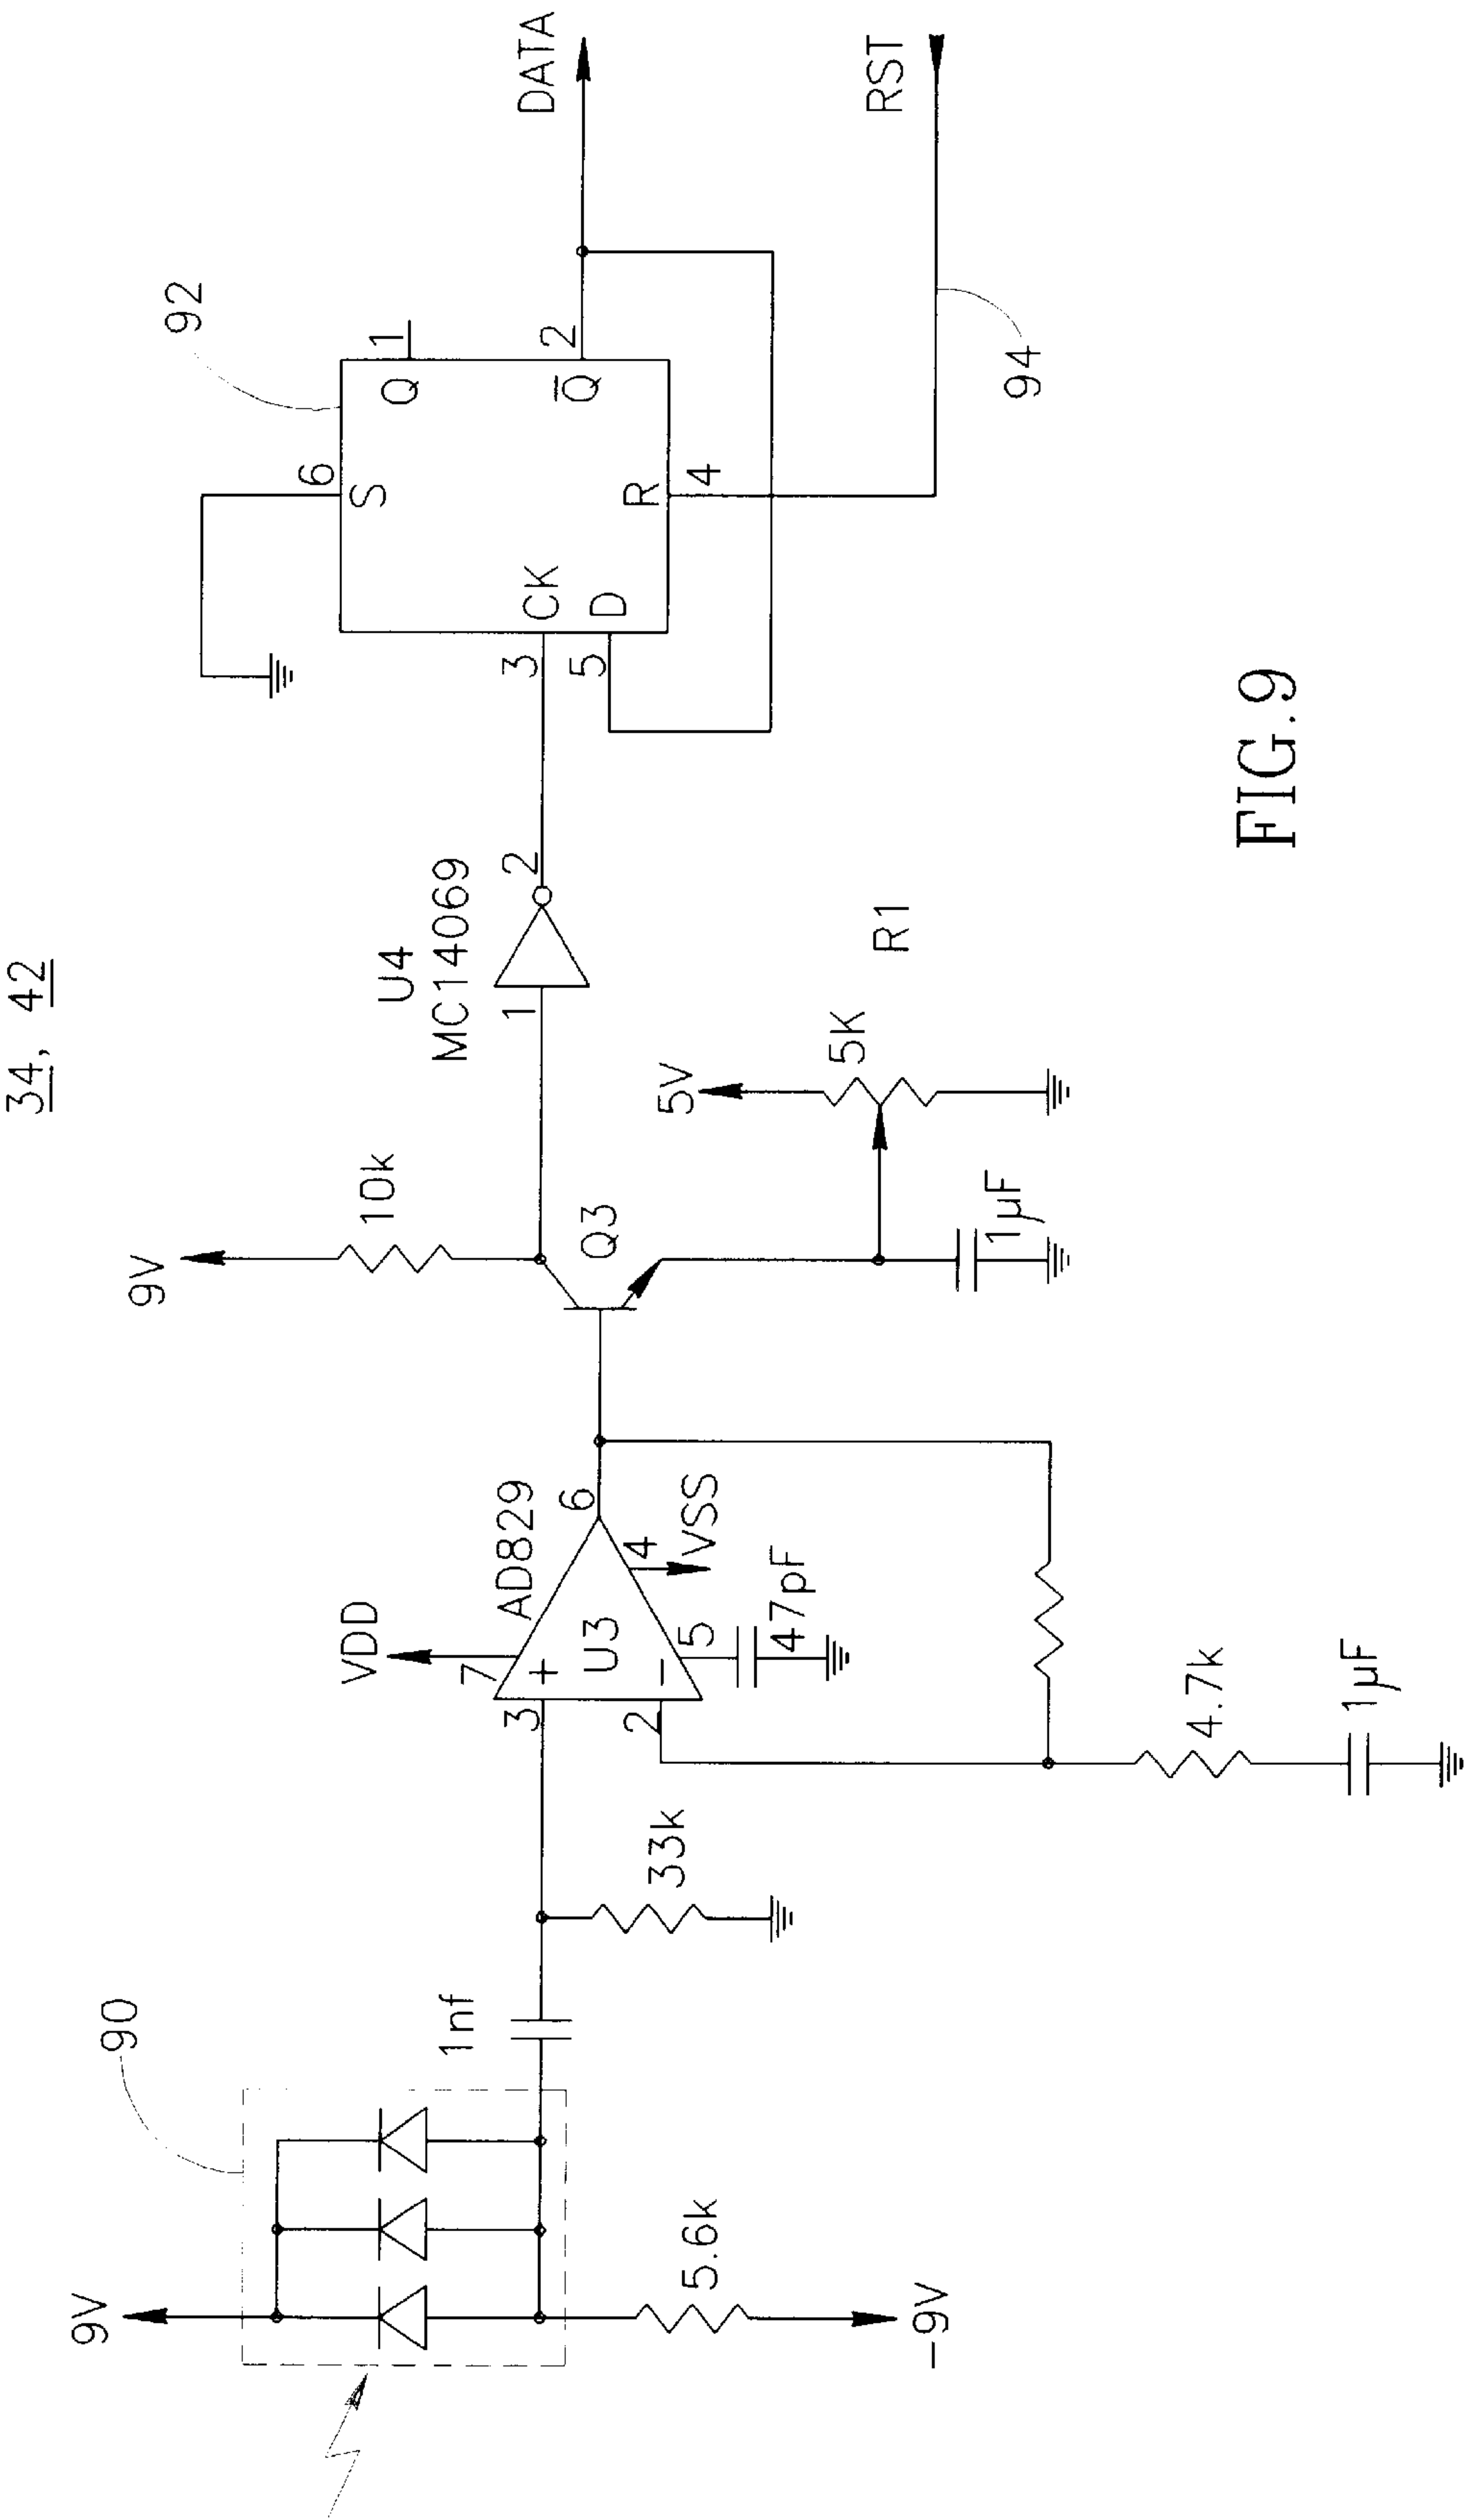 34, 42
9V
90
1nf
5.6k
-9V
33k
VDD
7
AD829
3
+
U3
6
2
−
5
4
VSS
47pF
4.7k
1µF
9V
10k
Q3
5V
5K
R1
1µF
U4
MC14069
1
2
92
6
S
3
CK
5
D
R
4
Q
1
Q̅
2
DATA
RST
94
FIG.9